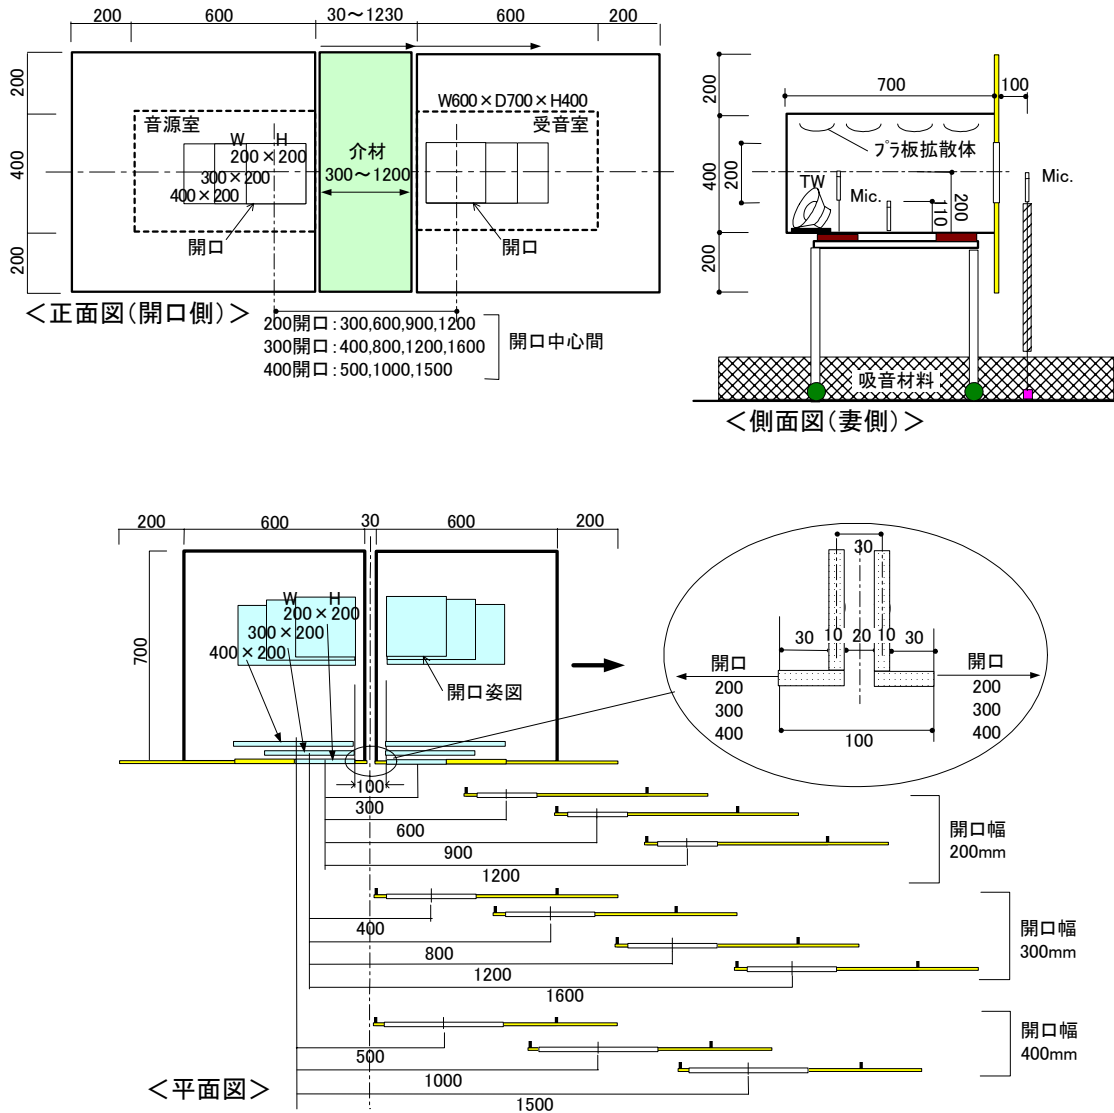 200
600
30～1230
600
200
200
400
200
音源室
W H
200×200
300×200
400×200
開口
介材
300～1200
W600×D700×H400
受音室
開口
＜正面図(開口側)＞
200開口：300,600,900,1200
300開口：400,800,1200,1600
400開口：500,1000,1500
開口中心間
700
100
200
400
200
200
ﾌﾟﾗ板拡散体
TW
Mic.
Mic.
110
200
吸音材料
＜側面図(妻側)＞
200
600
30
600
200
700
W H
200×200
300×200
400×200
開口姿図
30
30
10
20
10
30
開口
200
300
400
開口
200
300
400
100
100
300
600
900
1200
開口幅
200mm
400
800
1200
1600
開口幅
300mm
500
1000
1500
開口幅
400mm
＜平面図＞